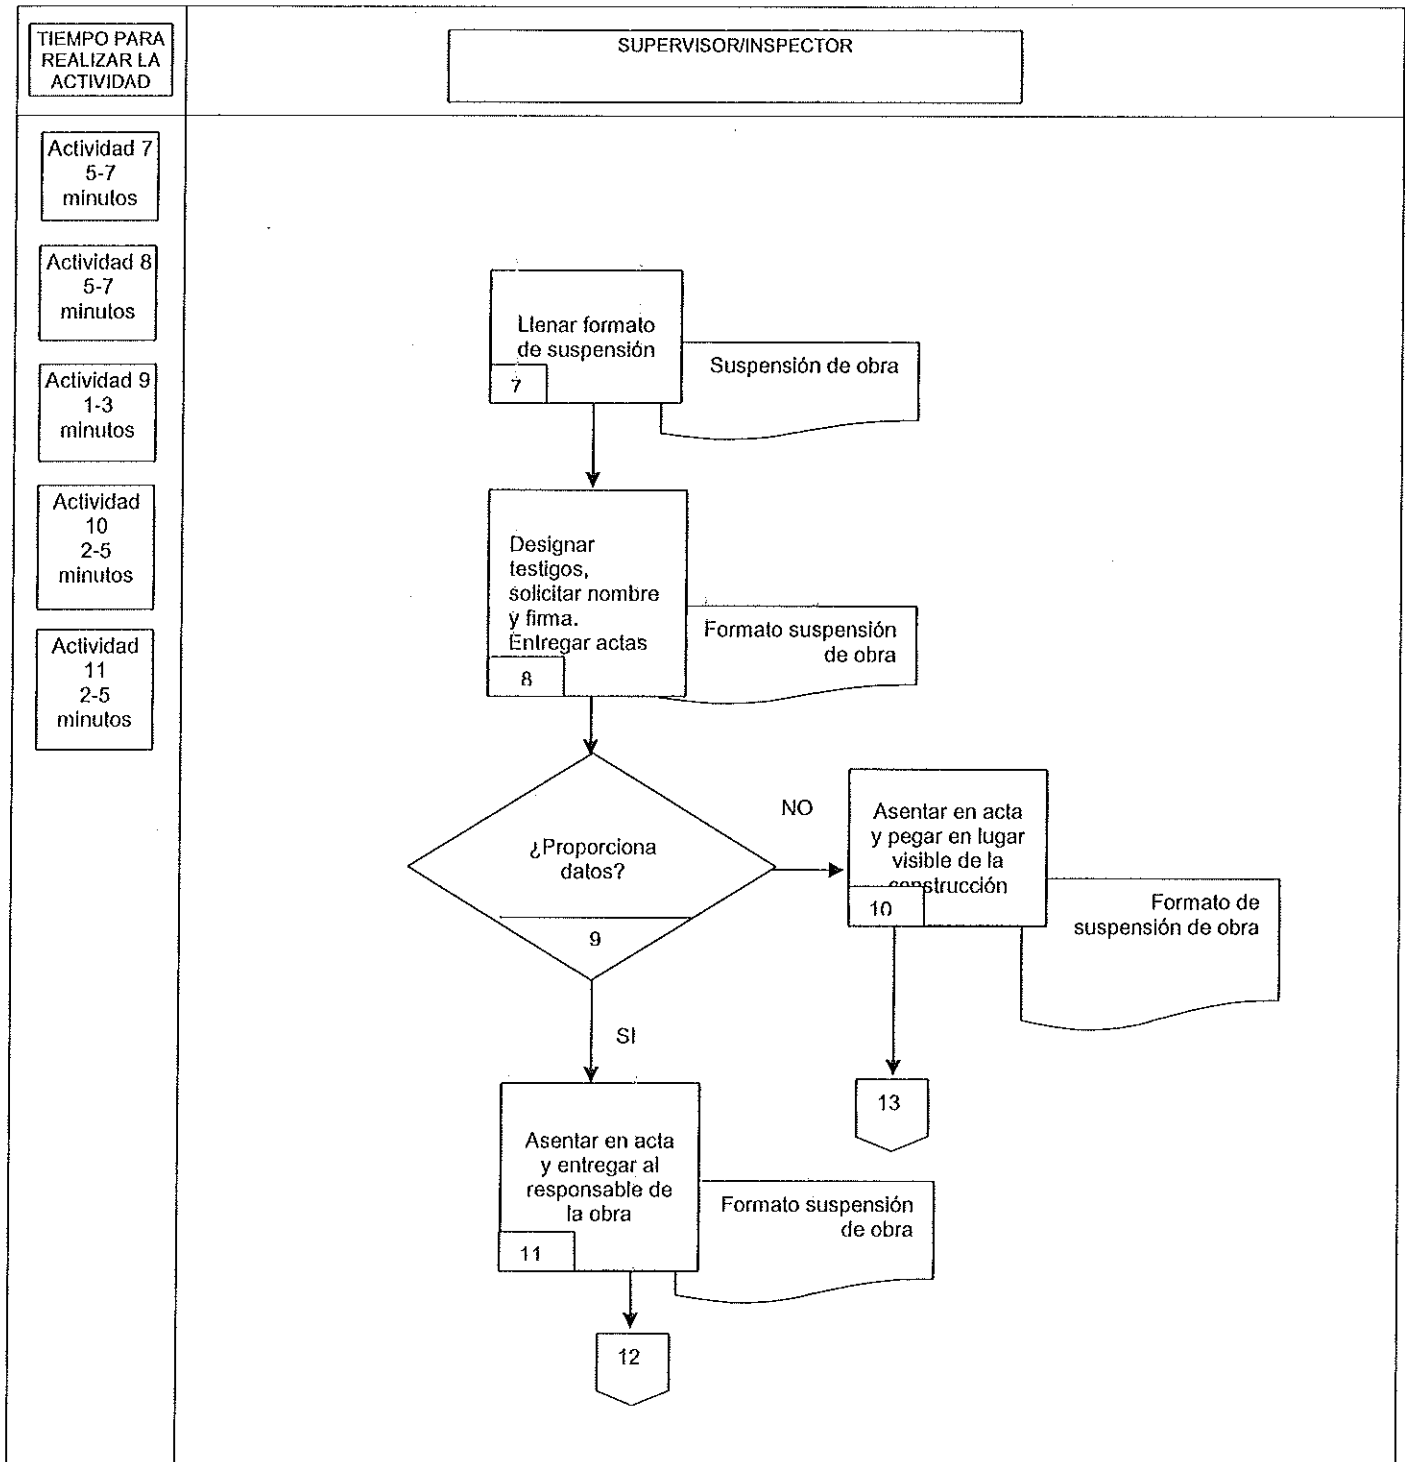 TIEMPO PARA
REALIZAR LA
ACTIVIDAD
SUPERVISOR/INSPECTOR
Actividad 7
5-7
minutos
Actividad 8
5-7
minutos
Actividad 9
1-3
minutos
Actividad
10
2-5
minutos
Actividad
11
2-5
minutos
Llenar formato
de suspensión
7
Suspensión de obra
Designar
testigos,
solicitar nombre
y firma.
Entregar actas
8
Formato suspensión
de obra
¿Proporciona
datos?
9
NO
Asentar en acta
y pegar en lugar
visible de la
construcción
10
Formato de
suspensión de obra
13
SI
Asentar en acta
y entregar al
responsable de
la obra
11
Formato suspensión
de obra
12